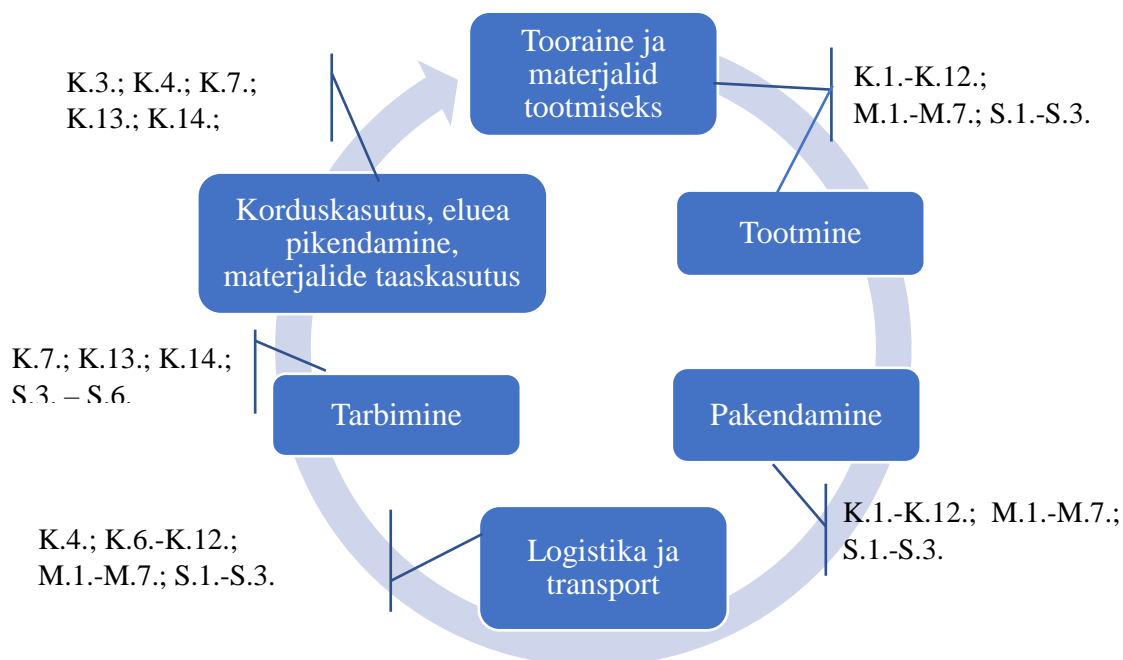 Tooraine ja
materjalid
tootmiseks
K.1.-K.12.;
M.1.-M.7.; S.1.-S.3.
Tootmine
Pakendamine
K.1.-K.12.; M.1.-M.7.;
S.1.-S.3.
Logistika ja
transport
K.4.; K.6.-K.12.;
M.1.-M.7.; S.1.-S.3.
Tarbimine
K.7.; K.13.; K.14.;
S.3. – S.6.
Korduskasutus, eluea
pikendamine,
materjalide taaskasutus
K.3.; K.4.; K.7.;
K.13.; K.14.;